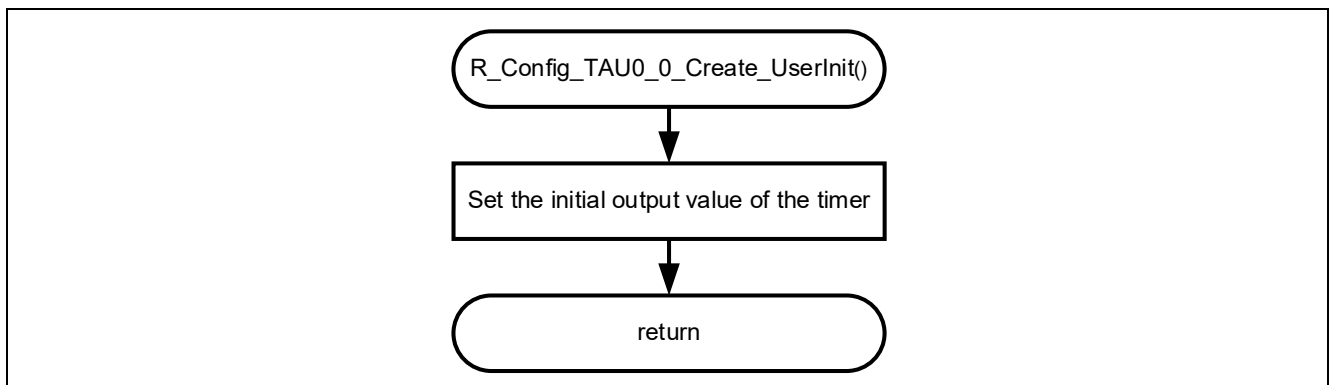 R_Config_TAU0_0_Create_UserInit()
Set the initial output value of the timer
return